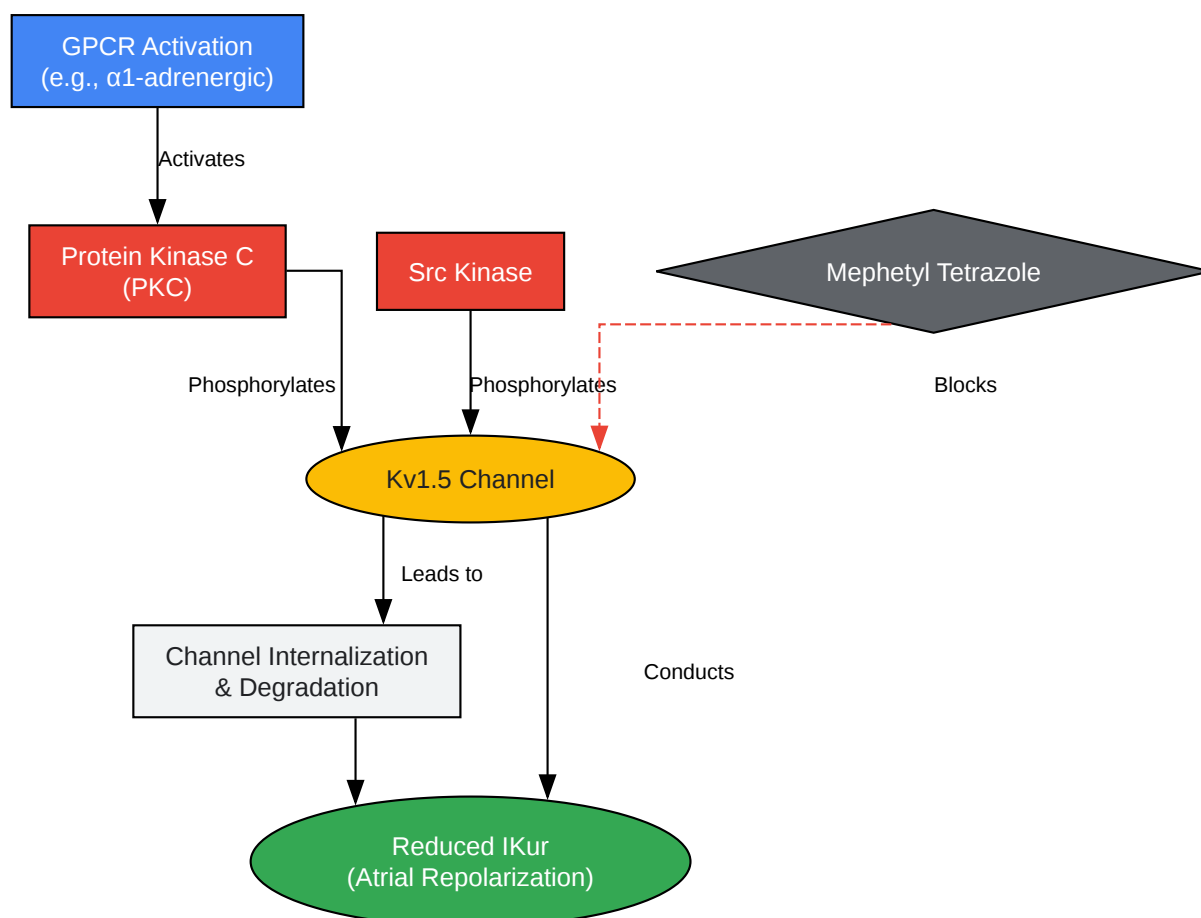 GPCR Activation
(e.g., α1-adrenergic)
Activates
Protein Kinase C
(PKC)
Src Kinase
Mephetyl Tetrazole
Phosphorylates
Phosphorylates
Blocks
Kv1.5 Channel
Leads to
Channel Internalization
& Degradation
Conducts
Reduced IKur
(Atrial Repolarization)